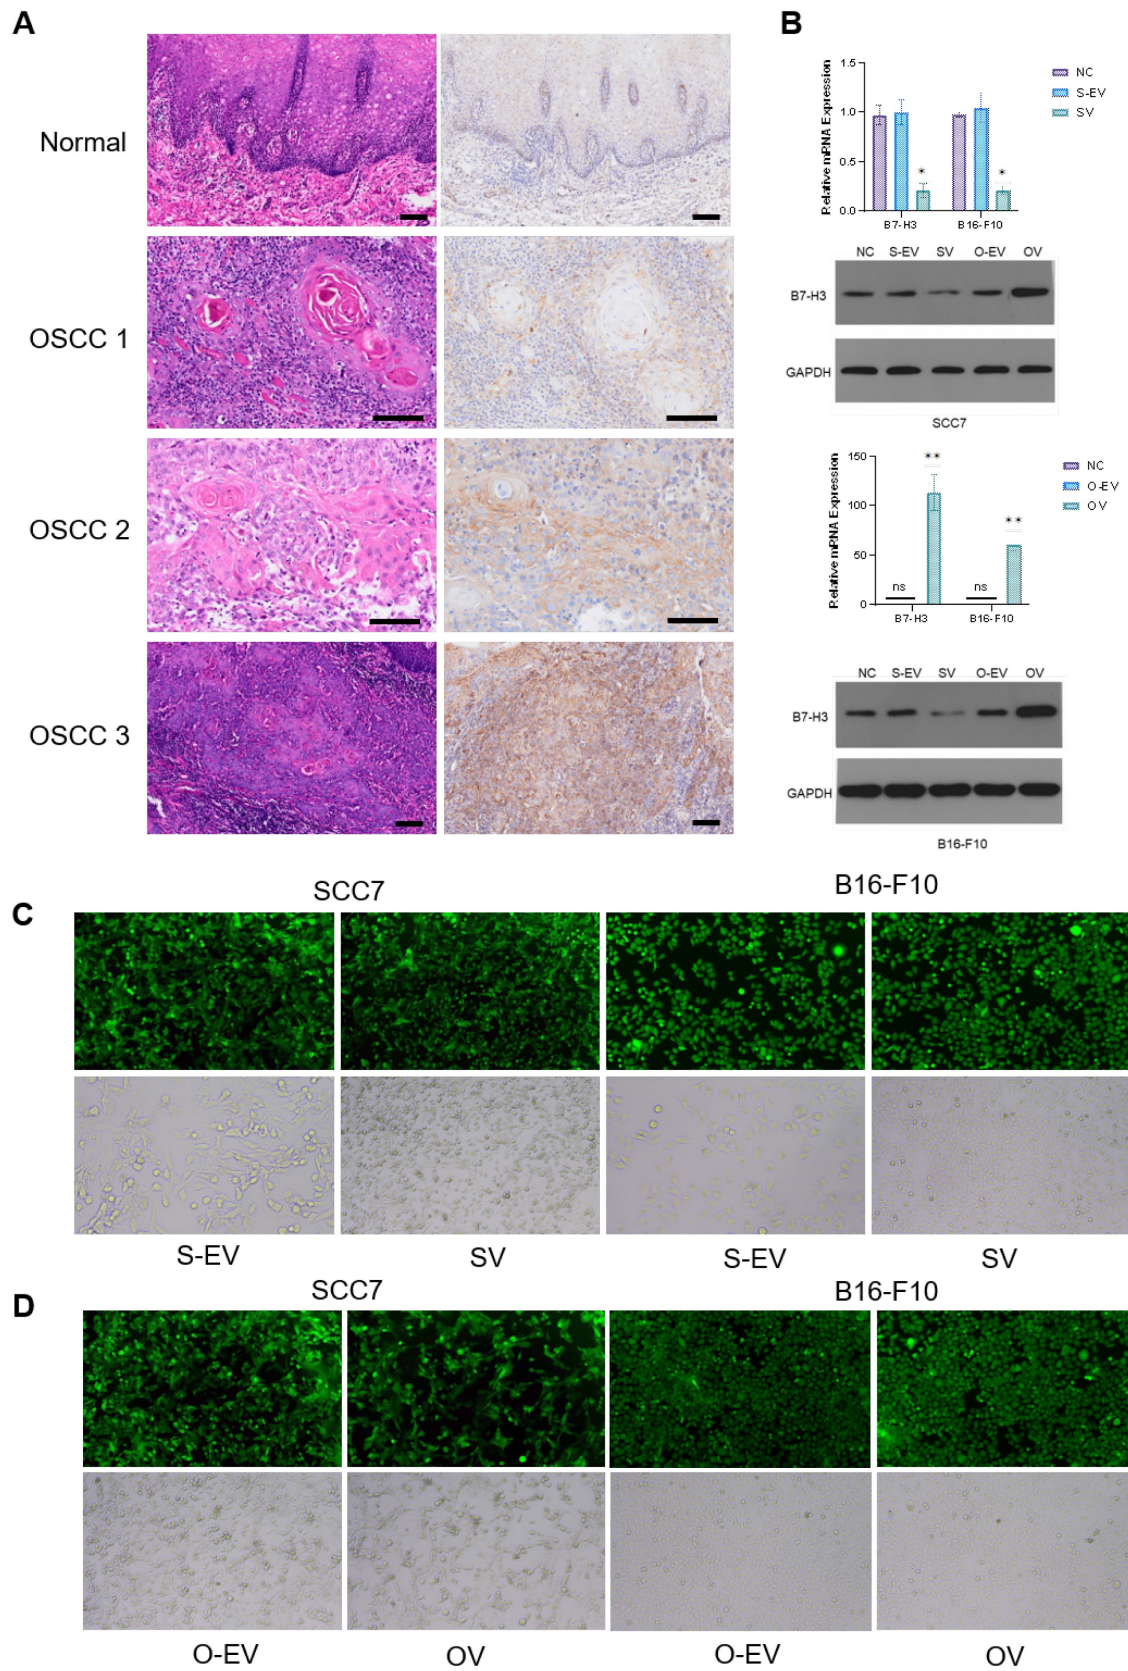 A
B
Normal
OSCC 1
OSCC 2
OSCC 3
Relative mRNA Expression
1.5
1.0
0.5
0.0
*
*
B7-H3
B16-F10
NC
S-EV
SV
NC S-EV SV O-EV OV
B7-H3
GAPDH
SCC7
Relative mRNA Expression
150
100
50
0
ns
**
ns
**
B7-H3
B16-F10
NC
O-EV
OV
NC S-EV SV O-EV OV
B7-H3
GAPDH
B16-F10
C
SCC7
B16-F10
S-EV
SV
S-EV
SV
D
SCC7
B16-F10
O-EV
OV
O-EV
OV